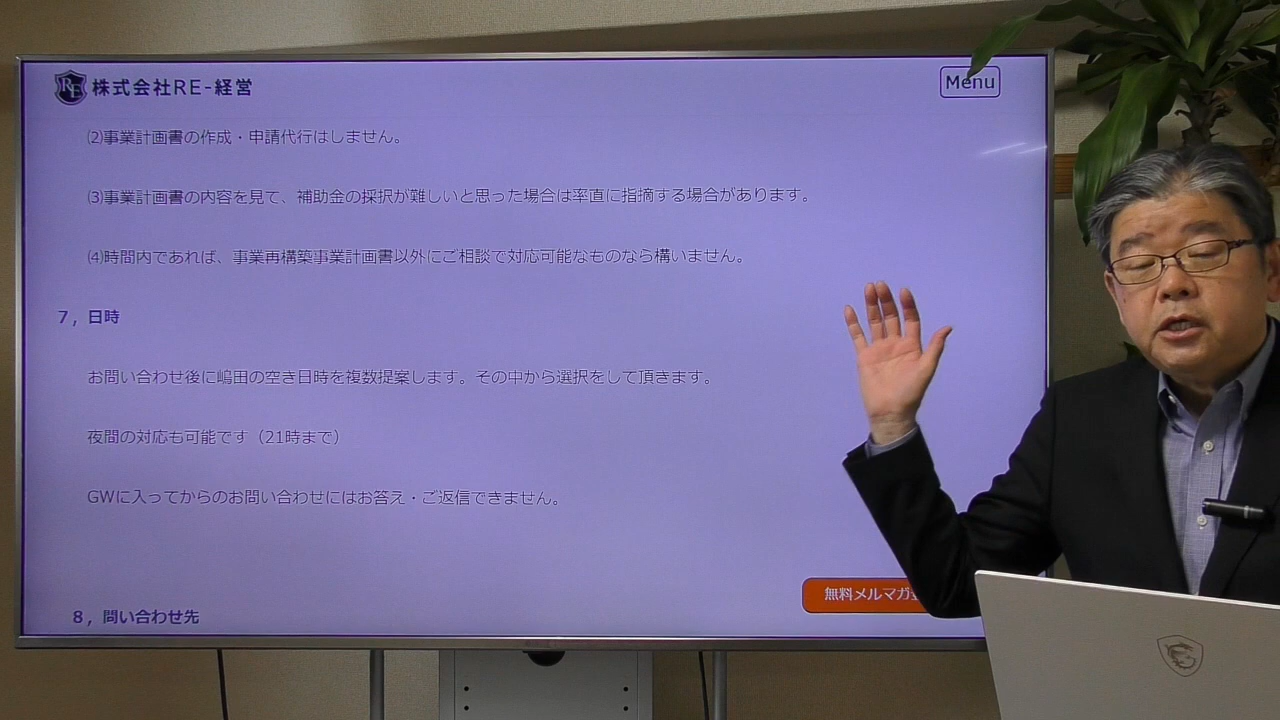 株式会社RE-経営
Menu
⑵事業計画書の作成・申請代行はしません。
⑶事業計画書の内容を見て、補助金の採択が難しいと思った場合は率直に指摘する場合があります。
⑷時間内であれば、事業再構築事業計画書以外にご相談で対応可能なものなら構いません。
７，日時
お問い合わせ後に嶋田の空き日時を複数提案します。その中から選択をして頂きます。
夜間の対応も可能です（21時まで）
GWに入ってからのお問い合わせにはお答え・ご返信できません。
無料メルマガ
８，問い合わせ先